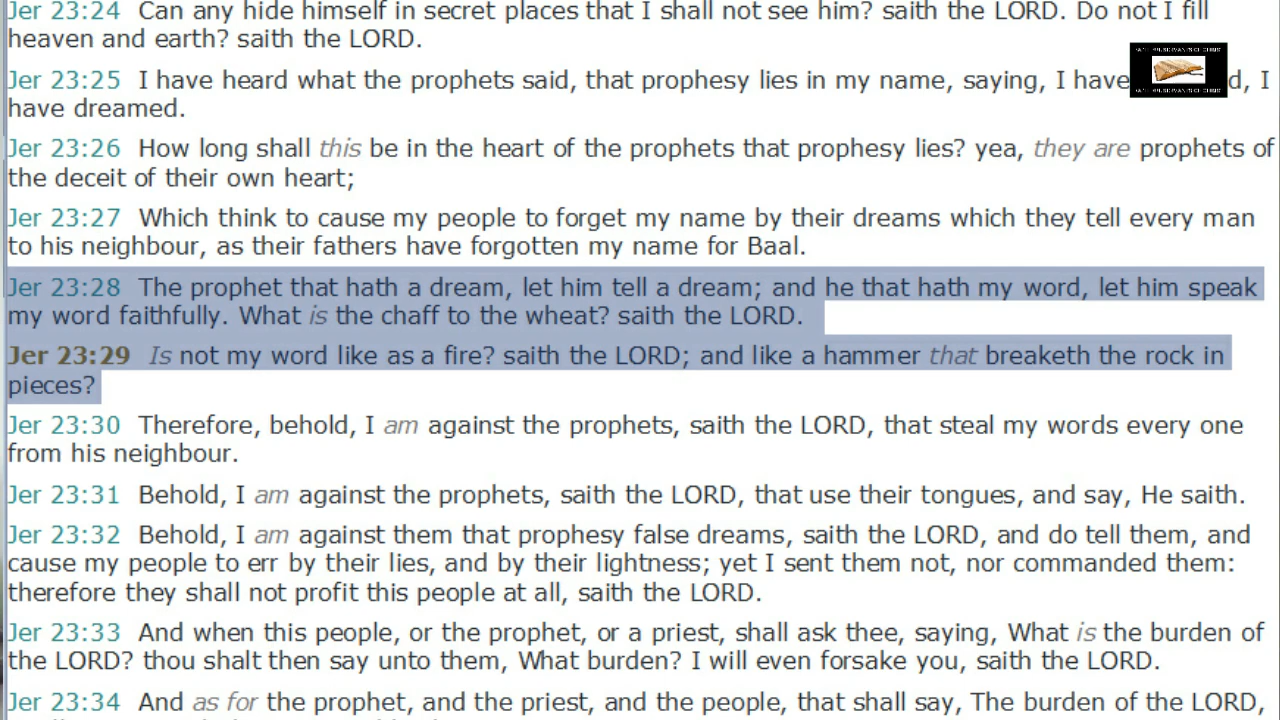 Jer 23:24 Can any hide himself in secret places that I shall not see him? saith the LORD. Do not I fill
heaven and earth? saith the LORD.
Jer 23:25 I have heard what the prophets said, that prophesy lies in my name, saying, I have d, I
have dreamed.
Jer 23:26 How long shall this be in the heart of the prophets that prophesy lies? yea, they are prophets of
the deceit of their own heart;
Jer 23:27 Which think to cause my people to forget my name by their dreams which they tell every man
to his neighbour, as their fathers have forgotten my name for Baal.
Jer 23:28 The prophet that hath a dream, let him tell a dream; and he that hath my word, let him speak
my word faithfully. What is the chaff to the wheat? saith the LORD.
Jer 23:29 Is not my word like as a fire? saith the LORD; and like a hammer that breaketh the rock in
pieces?
Jer 23:30 Therefore, behold, I am against the prophets, saith the LORD, that steal my words every one
from his neighbour.
Jer 23:31 Behold, I am against the prophets, saith the LORD, that use their tongues, and say, He saith.
Jer 23:32 Behold, I am against them that prophesy false dreams, saith the LORD, and do tell them, and
cause my people to err by their lies, and by their lightness; yet I sent them not, nor commanded them:
therefore they shall not profit this people at all, saith the LORD.
Jer 23:33 And when this people, or the prophet, or a priest, shall ask thee, saying, What is the burden of
the LORD? thou shalt then say unto them, What burden? I will even forsake you, saith the LORD.
Jer 23:34 And as for the prophet, and the priest, and the people, that shall say, The burden of the LORD,